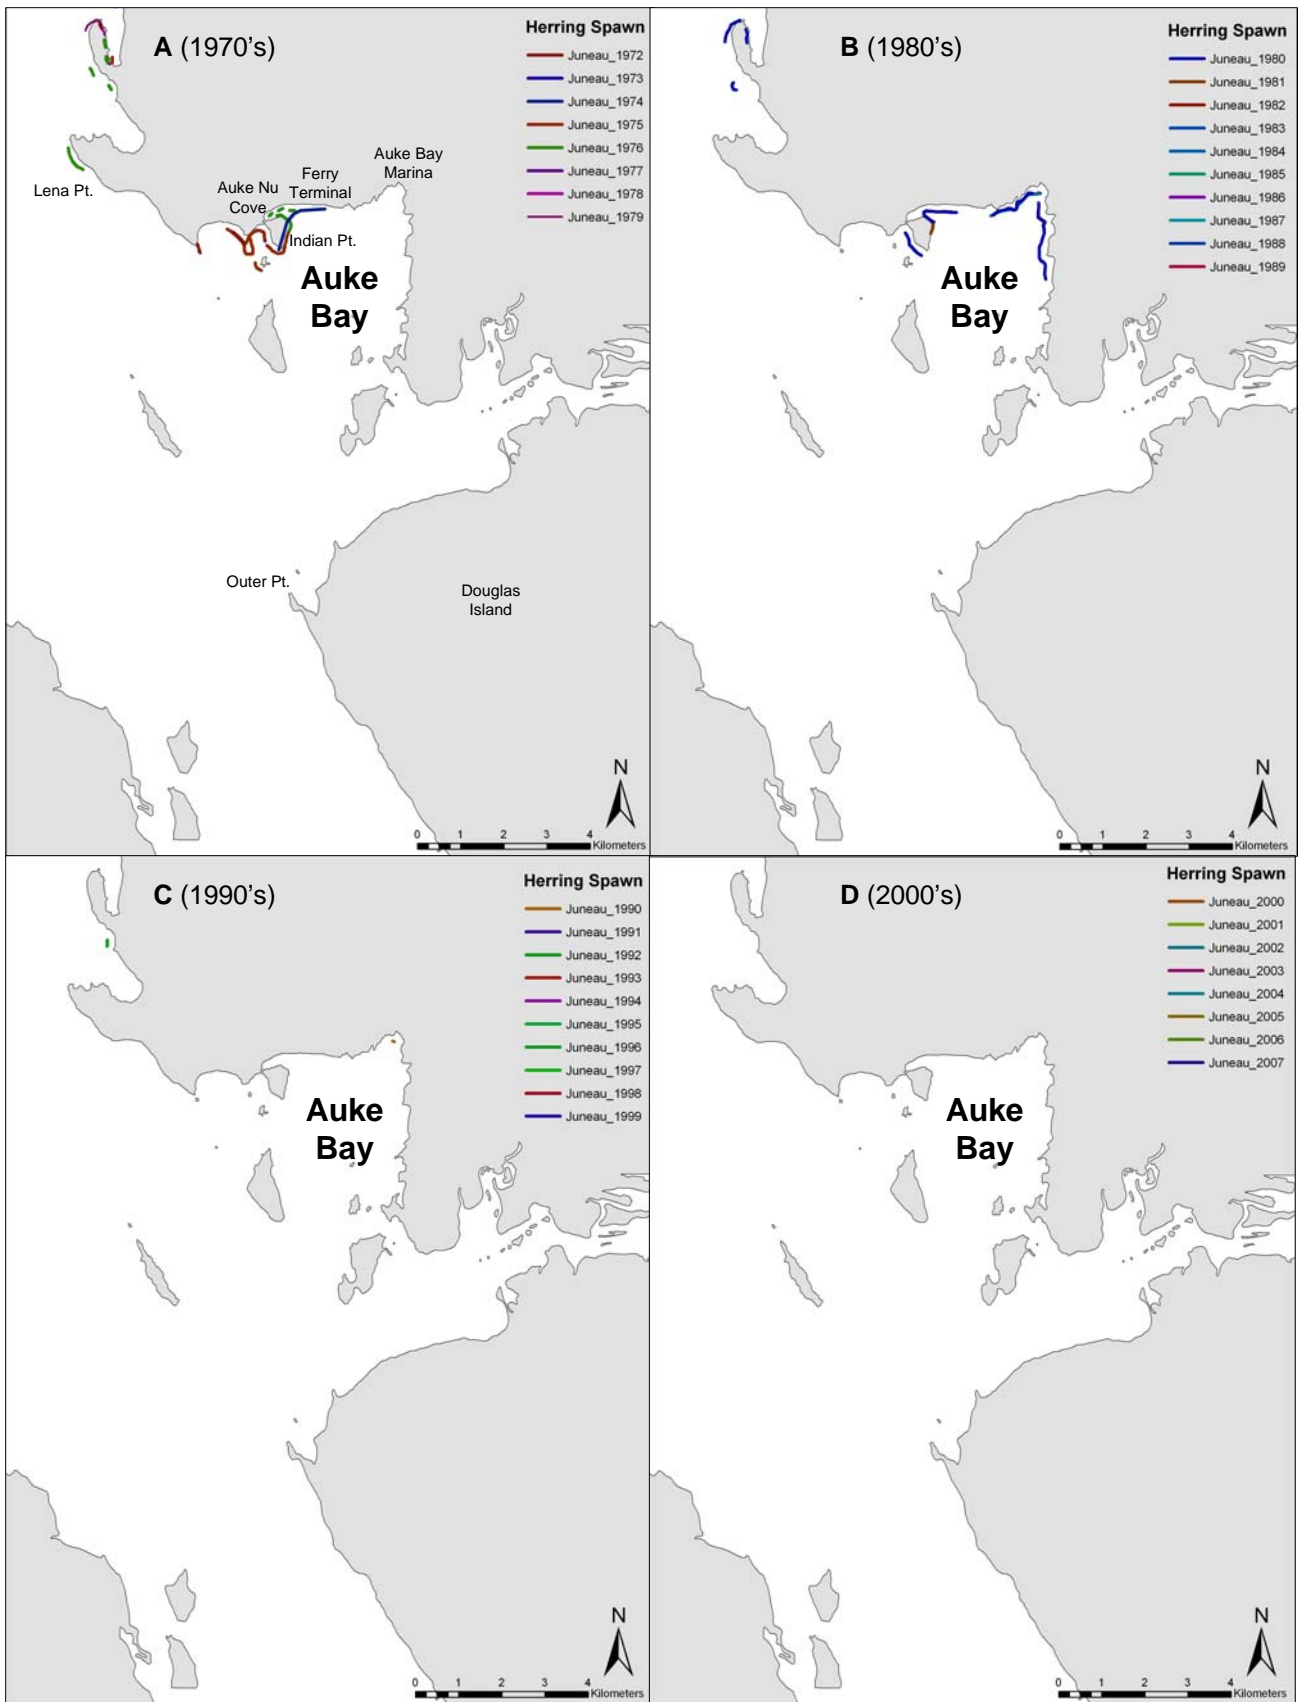 A (1970's)
Herring Spawn
Juneau_1972
Juneau_1973
Juneau_1974
Juneau_1975
Juneau_1976
Juneau_1977
Juneau_1978
Juneau_1979
Lena Pt.
Auke Nu
Cove
Ferry
Terminal
Auke Bay
Marina
Indian Pt.
Auke
Bay
Outer Pt.
Douglas
Island
N
0 1 2 3 4
Kilometers
B (1980's)
Herring Spawn
Juneau_1980
Juneau_1981
Juneau_1982
Juneau_1983
Juneau_1984
Juneau_1985
Juneau_1986
Juneau_1987
Juneau_1988
Juneau_1989
Auke
Bay
N
0 1 2 3 4
Kilometers
C (1990's)
Herring Spawn
Juneau_1990
Juneau_1991
Juneau_1992
Juneau_1993
Juneau_1994
Juneau_1995
Juneau_1996
Juneau_1997
Juneau_1998
Juneau_1999
Auke
Bay
N
0 1 2 3 4
Kilometers
D (2000's)
Herring Spawn
Juneau_2000
Juneau_2001
Juneau_2002
Juneau_2003
Juneau_2004
Juneau_2005
Juneau_2006
Juneau_2007
Auke
Bay
N
0 1 2 3 4
Kilometers